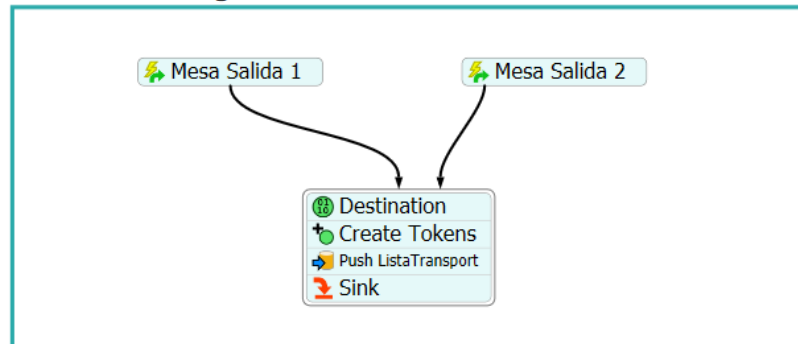 Mesa Salida 1
Mesa Salida 2
Destination
Create Tokens
Push ListaTransport
Sink